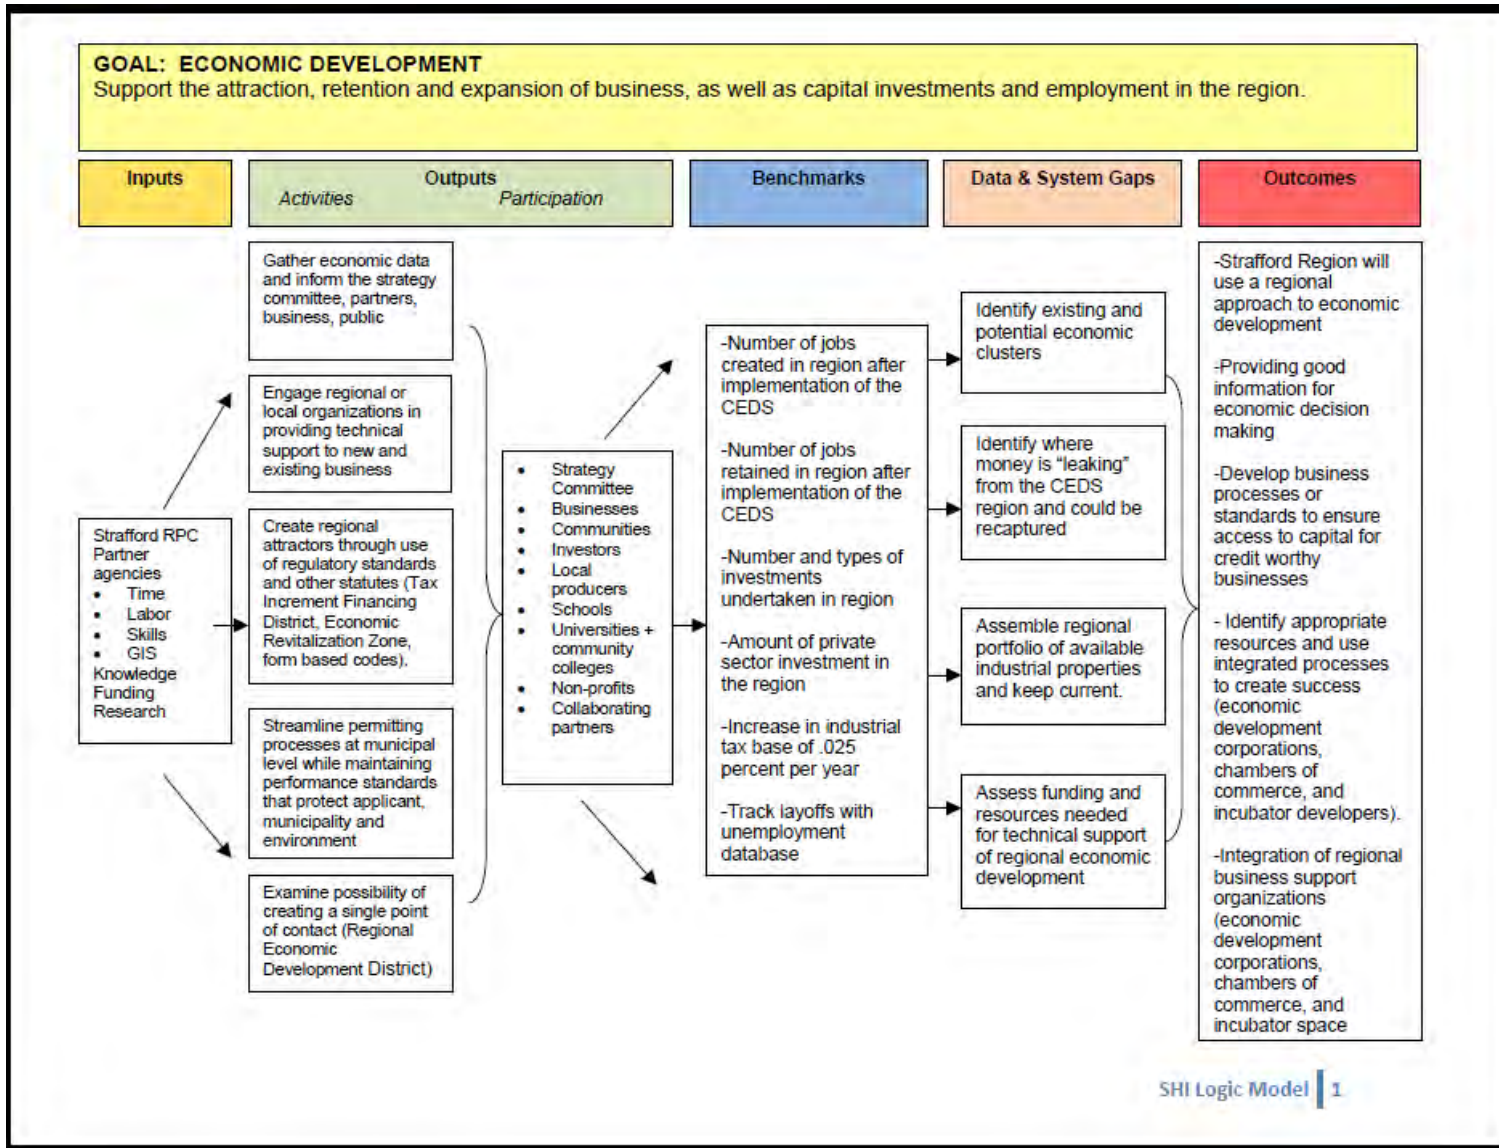 GOAL: ECONOMIC DEVELOPMENT
Support the attraction, retention and expansion of business, as well as capital investments and employment in the region.
Inputs
Outputs
Activities Participation
Benchmarks
Data & System Gaps
Outcomes
Strafford RPC
Partner
agencies
• Time
• Labor
• Skills
• GIS
Knowledge
Funding
Research
Gather economic data
and inform the strategy
committee, partners,
business, public
Engage regional or
local organizations in
providing technical
support to new and
existing business
Create regional
attractors through use
of regulatory standards
and other statutes (Tax
Increment Financing
District, Economic
Revitalization Zone,
form based codes).
Streamline permitting
processes at municipal
level while maintaining
performance standards
that protect applicant,
municipality and
environment
Examine possibility of
creating a single point
of contact (Regional
Economic
Development District)
• Strategy
Committee
• Businesses
• Communities
• Investors
• Local
producers
• Schools
• Universities +
community
colleges
• Non-profits
• Collaborating
partners
-Number of jobs
created in region after
implementation of the
CEDS
-Number of jobs
retained in region after
implementation of the
CEDS
-Number and types of
investments
undertaken in region
-Amount of private
sector investment in
the region
-Increase in industrial
tax base of .025
percent per year
-Track layoffs with
unemployment
database
Identify existing and
potential economic
clusters
Identify where
money is “leaking”
from the CEDS
region and could be
recaptured
Assemble regional
portfolio of available
industrial properties
and keep current.
Assess funding and
resources needed
for technical support
of regional economic
development
-Strafford Region will
use a regional
approach to economic
development
-Providing good
information for
economic decision
making
-Develop business
processes or
standards to ensure
access to capital for
credit worthy
businesses
- Identify appropriate
resources and use
integrated processes
to create success
(economic
development
corporations,
chambers of
commerce, and
incubator developers).
-Integration of regional
business support
organizations
(economic
development
corporations,
chambers of
commerce, and
incubator space
SHI Logic Model 1